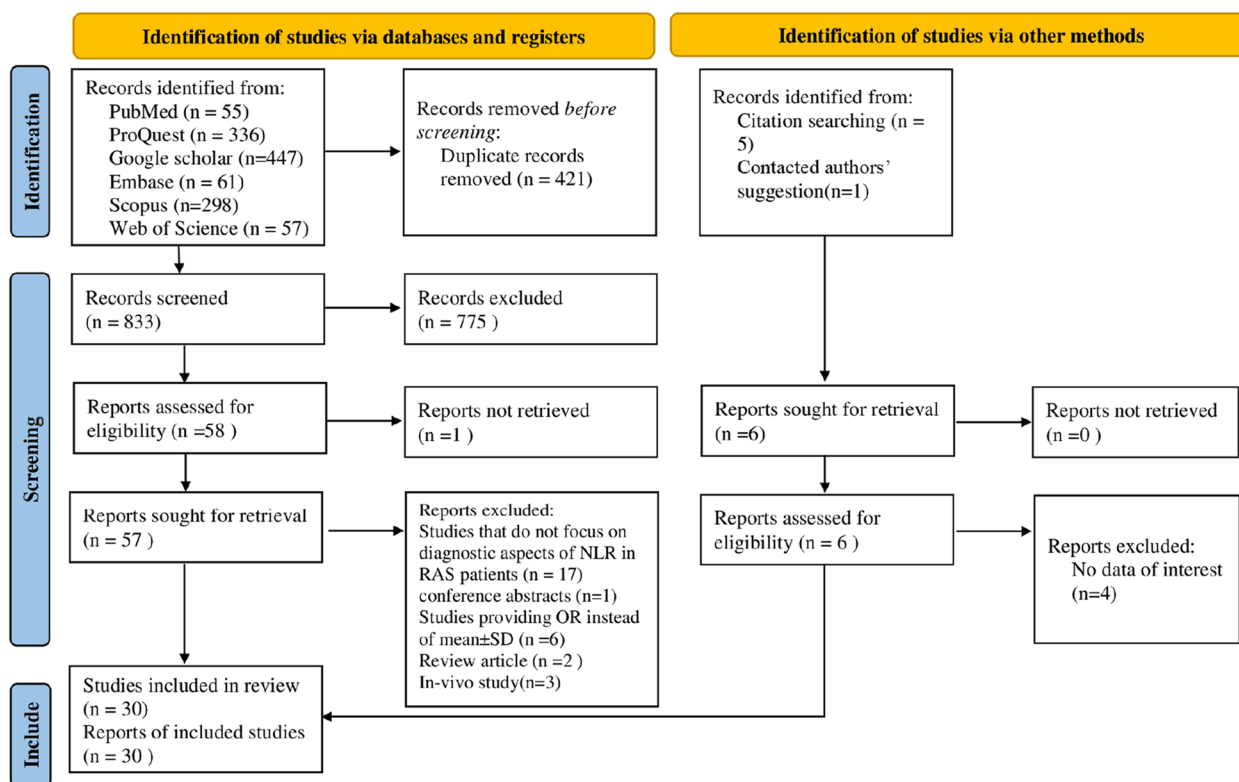 Identification of studies via databases and registers
Identification of studies via other methods
Identification
Records identified from:
PubMed (n = 55)
ProQuest (n = 336)
Google scholar (n=447)
Embase (n = 61)
Scopus (n=298)
Web of Science (n = 57)
Records removed before
screening:
Duplicate records
removed (n = 421)
Records identified from:
Citation searching (n =
5)
Contacted authors’
suggestion(n=1)
Screening
Records screened
(n = 833)
Records excluded
(n = 775 )
Reports assessed for
eligibility (n =58 )
Reports not retrieved
(n =1 )
Reports sought for retrieval
(n =6)
Reports not retrieved
(n =0 )
Reports sought for retrieval
(n = 57 )
Reports excluded:
Studies that do not focus on
diagnostic aspects of NLR in
RAS patients (n = 17)
conference abstracts (n=1)
Studies providing OR instead
of mean±SD (n =6)
Review article (n =2 )
In-vivo study(n=3)
Reports assessed for
eligibility (n = 6 )
Reports excluded:
No data of interest
(n=4)
Include
Studies included in review
(n = 30)
Reports of included studies
(n = 30 )